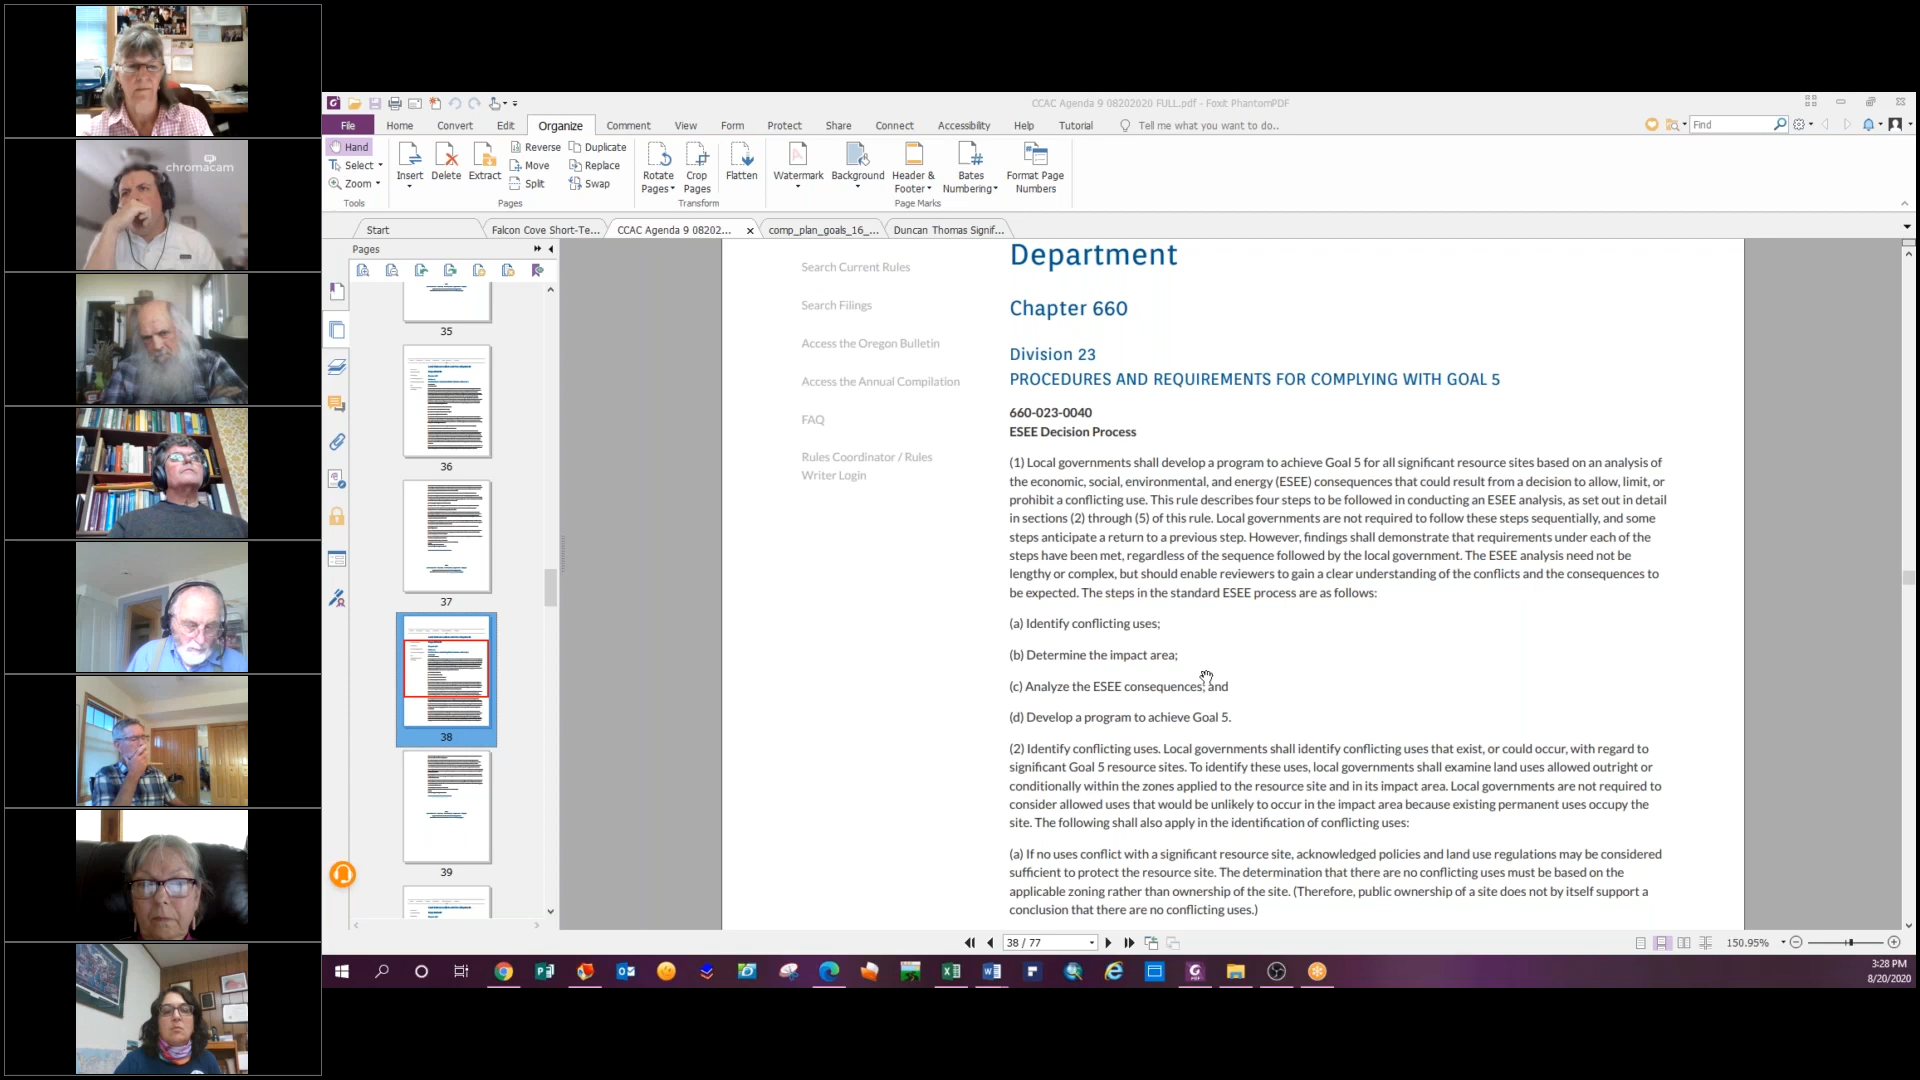 chromacam
CCAC Agenda 9 08202020 FULL.pdf - Foxit PhantomPDF
File Home Convert Edit Organize Comment View Form Protect Share Connect Accessibility Help Tutorial Tell me what you want to do.. Find
Hand
Select
Zoom
Tools
Insert
Delete
Extract
Reverse
Move
Split
Duplicate
Replace
Swap
Pages
Rotate Pages
Crop Pages
Flatten
Transform
Watermark
Background
Header & Footer
Bates Numbering
Format Page Numbers
Page Marks
Start
Falcon Cove Short-Te...
CCAC Agenda 9 08202...
comp_plan_goals_16_...
Duncan Thomas Signif...
Pages
35
36
37
38
39
Search Current Rules
Search Filings
Access the Oregon Bulletin
Access the Annual Compilation
FAQ
Rules Coordinator / Rules
Writer Login
Department
Chapter 660
Division 23
PROCEDURES AND REQUIREMENTS FOR COMPLYING WITH GOAL 5
660-023-0040
ESEE Decision Process
(1) Local governments shall develop a program to achieve Goal 5 for all significant resource sites based on an analysis of
the economic, social, environmental, and energy (ESEE) consequences that could result from a decision to allow, limit, or
prohibit a conflicting use. This rule describes four steps to be followed in conducting an ESEE analysis, as set out in detail
in sections (2) through (5) of this rule. Local governments are not required to follow these steps sequentially, and some
steps anticipate a return to a previous step. However, findings shall demonstrate that requirements under each of the
steps have been met, regardless of the sequence followed by the local government. The ESEE analysis need not be
lengthy or complex, but should enable reviewers to gain a clear understanding of the conflicts and the consequences to
be expected. The steps in the standard ESEE process are as follows:
(a) Identify conflicting uses;
(b) Determine the impact area;
(c) Analyze the ESEE consequences; and
(d) Develop a program to achieve Goal 5.
(2) Identify conflicting uses. Local governments shall identify conflicting uses that exist, or could occur, with regard to
significant Goal 5 resource sites. To identify these uses, local governments shall examine land uses allowed outright or
conditionally within the zones applied to the resource site and in its impact area. Local governments are not required to
consider allowed uses that would be unlikely to occur in the impact area because existing permanent uses occupy the
site. The following shall also apply in the identification of conflicting uses:
(a) If no uses conflict with a significant resource site, acknowledged policies and land use regulations may be considered
sufficient to protect the resource site. The determination that there are no conflicting uses must be based on the
applicable zoning rather than ownership of the site. (Therefore, public ownership of a site does not by itself support a
conclusion that there are no conflicting uses.)
38 / 77
150.95%
3:28 PM
8/20/2020